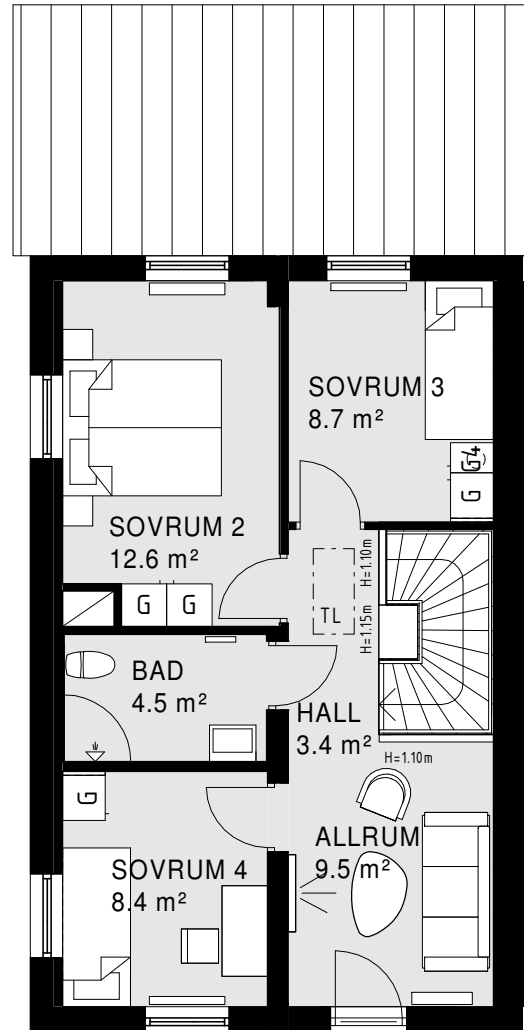 SOVRUM 3
8.7 m²
G
G
SOVRUM 2
12.6 m²
G G
TL
H=1.10m
H=1.15m
BAD
4.5 m²
HALL
3.4 m²
H=1.10m
G
ALLRUM
9.5 m²
SOVRUM 4
8.4 m²